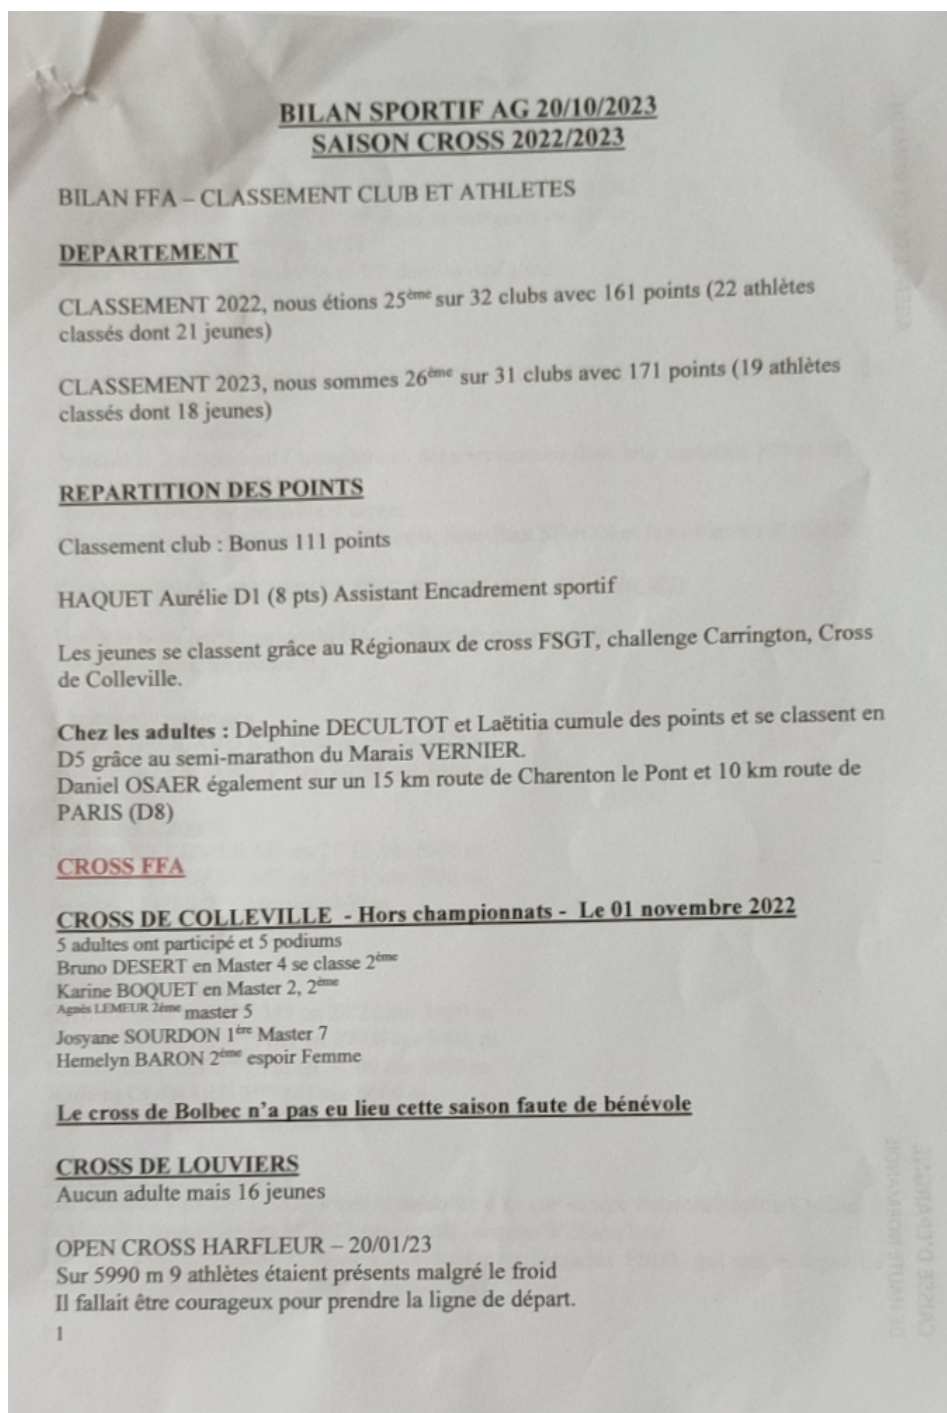 BILAN SPORTIF AG 20/10/2023
SAISON CROSS 2022/2023
BILAN FFA – CLASSEMENT CLUB ET ATHLETES
DEPARTEMENT
CLASSEMENT 2022, nous étions 25ème sur 32 clubs avec 161 points (22 athlètes
classés dont 21 jeunes)
CLASSEMENT 2023, nous sommes 26ème sur 31 clubs avec 171 points (19 athlètes
classés dont 18 jeunes)
REPARTITION DES POINTS
Classement club : Bonus 111 points
HAQUET Aurélie D1 (8 pts) Assistant Encadrement sportif
Les jeunes se classent grâce au Régionaux de cross FSGT, challenge Carrington, Cross
de Colleville.
Chez les adultes : Delphine DECULTOT et Laëtitia cumule des points et se classent en
D5 grâce au semi-marathon du Marais VERNIER.
Daniel OSAER également sur un 15 km route de Charenton le Pont et 10 km route de
PARIS (D8)
CROSS FFA
CROSS DE COLLEVILLE - Hors championnats - Le 01 novembre 2022
5 adultes ont participé et 5 podiums
Bruno DESERT en Master 4 se classe 2ème
Karine BOQUET en Master 2, 2ème
Agnès LEMEUR 2ème master 5
Josyane SOURDON 1ère Master 7
Hemelyn BARON 2ème espoir Femme
Le cross de Bolbec n'a pas eu lieu cette saison faute de bénévole
CROSS DE LOUVIERS
Aucun adulte mais 16 jeunes
OPEN CROSS HARFLEUR – 20/01/23
Sur 5990 m 9 athlètes étaient présents malgré le froid
Il fallait être courageux pour prendre la ligne de départ.
1